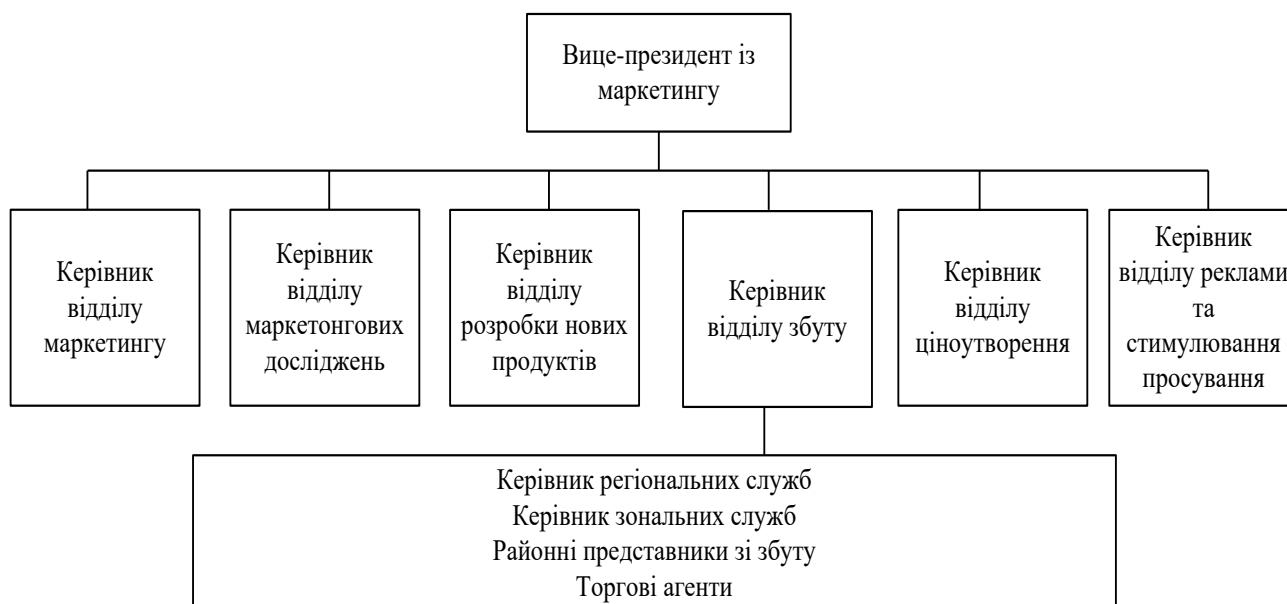 Вице-президент із
маркетингу
Керівник
відділу
маркетингу
Керівник
відділу
маркетонгових
досліджень
Керівник
відділу
розробки нових
продуктів
Керівник
відділу збуту
Керівник
відділу
ціноутворення
Керівник
відділу реклами
та
стимулювання
просування
Керівник регіональних служб
Керівник зональних служб
Районні представники зі збуту
Торгові агенти